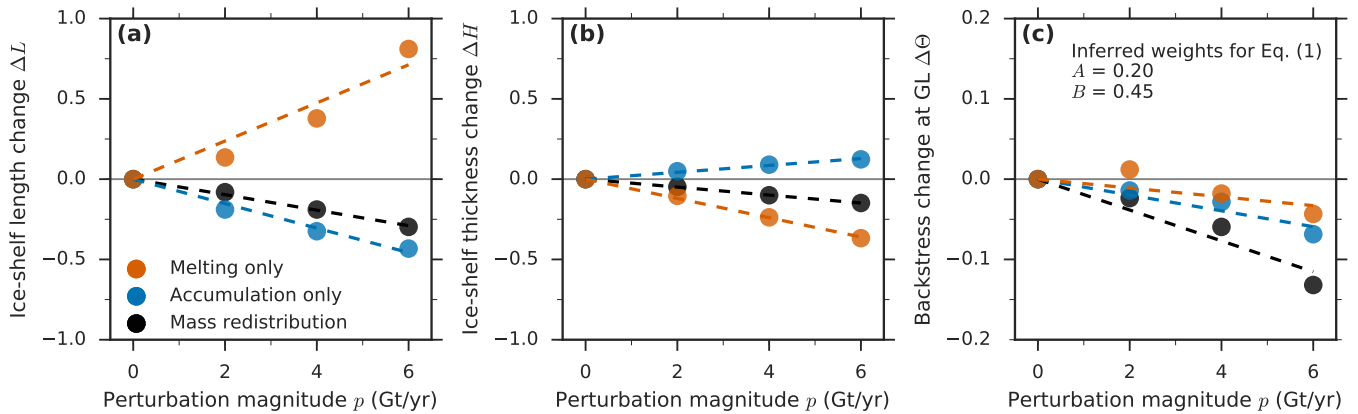 (a)
Ice-shelf length change ΔL
1.0
0.5
0.0
−0.5
−1.0
Melting only
Accumulation only
Mass redistribution
0 2 4 6
Perturbation magnitude p (Gt/yr)
(b)
Ice-shelf thickness change ΔH
1.0
0.5
0.0
−0.5
−1.0
0 2 4 6
Perturbation magnitude p (Gt/yr)
(c)
Backstress change at GL ΔΘ
0.2
0.1
0.0
−0.1
−0.2
Inferred weights for Eq. (1)
A = 0.20
B = 0.45
0 2 4 6
Perturbation magnitude p (Gt/yr)